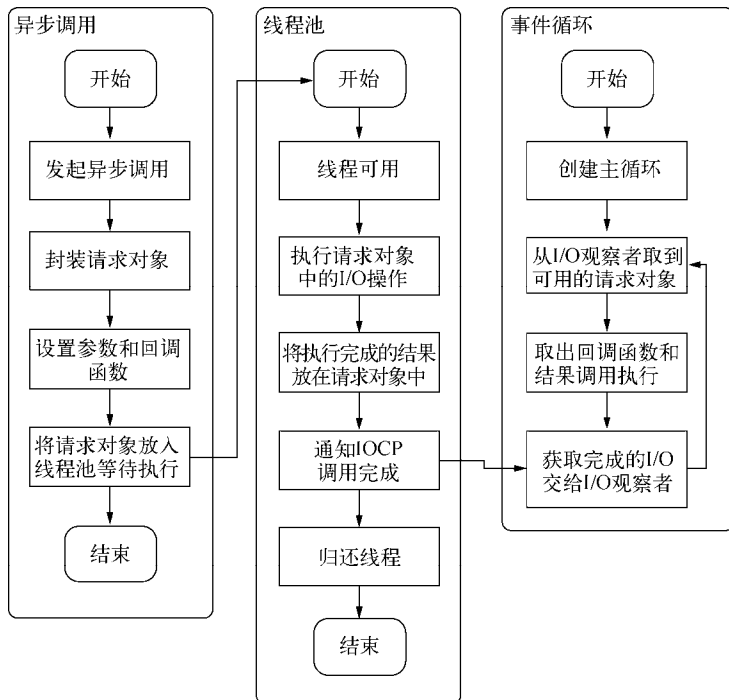 异步调用
开始
发起异步调用
封装请求对象
设置参数和回调
函数
将请求对象放入
线程池等待执行
结束
线程池
开始
线程可用
执行请求对象
中的I/O操作
将执行完成的结果
放在请求对象中
通知IOCP
调用完成
归还线程
结束
事件循环
开始
创建主循环
从I/O观察者取到
可用的请求对象
取出回调函数和
结果调用执行
获取完成的I/O
交给I/O观察者